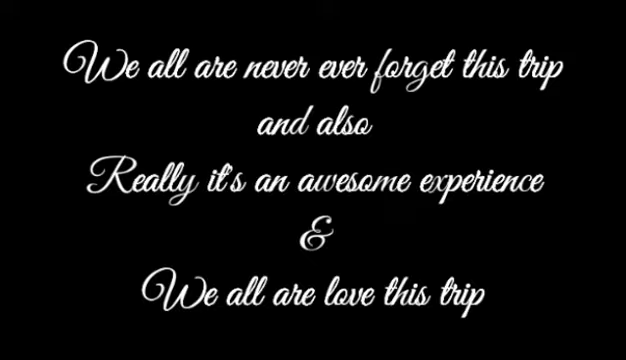 We all are never ever forget this trip
and also
Really it's an awesome experience
&
We all are love this trip